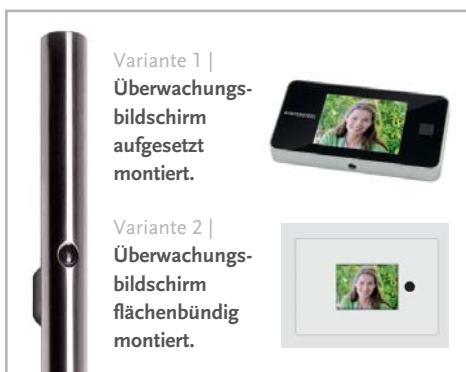 Variante 1 |
Überwachungs-
bildschirm
aufgesetzt
montiert.
Variante 2 |
Überwachungs-
bildschirm
flächenbündig
montiert.